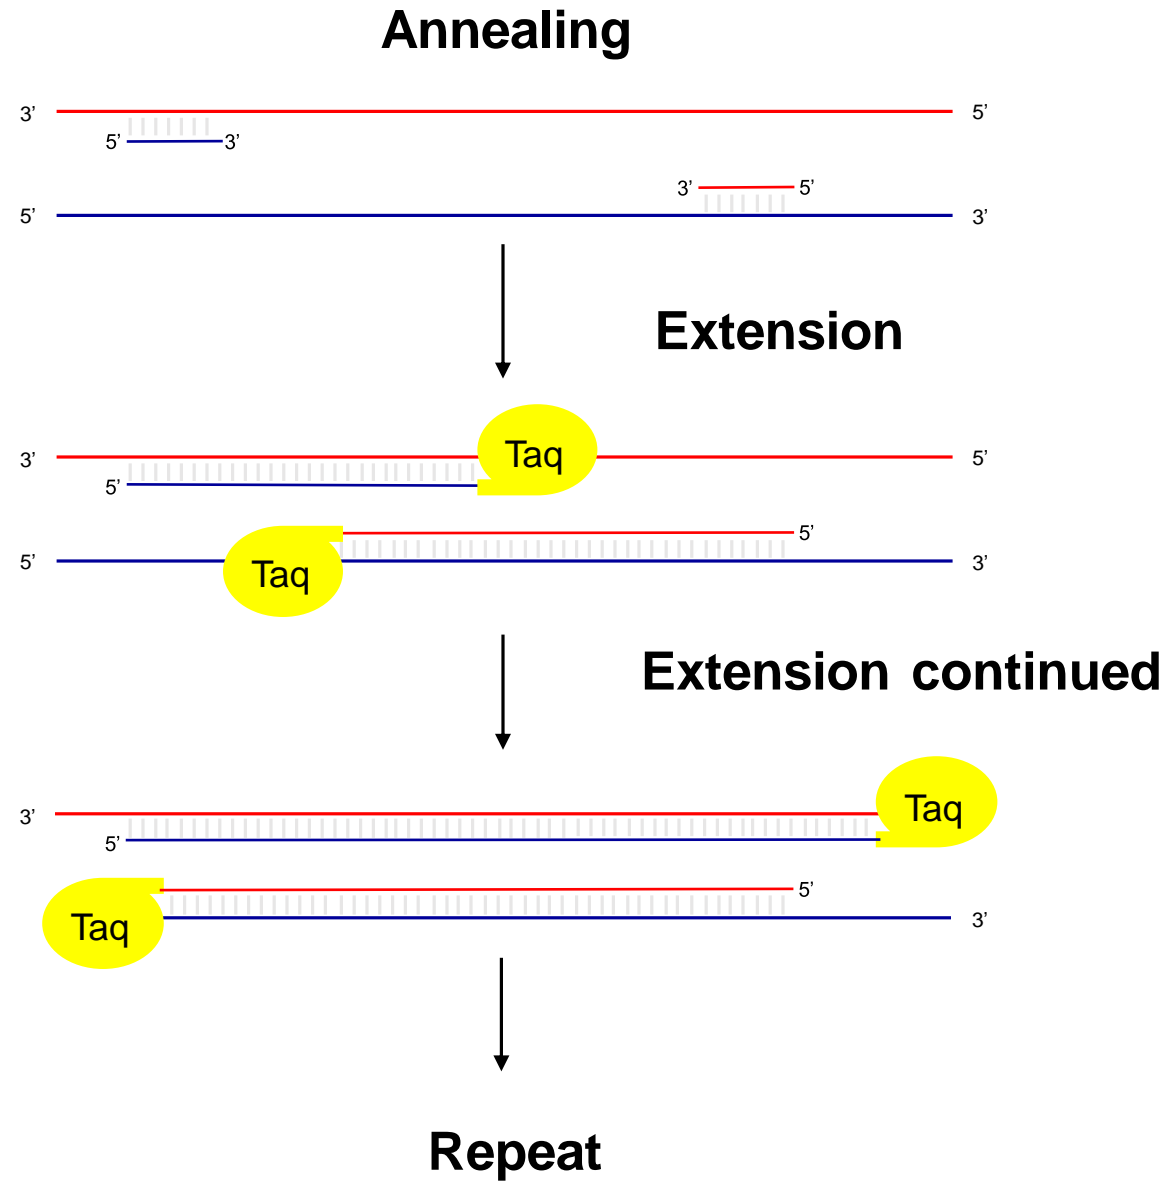 Annealing
3’ 5’
5’ 3’
3’ 5’
5’ 3’
Extension
Taq
3’ 5’
5’
5’
Taq
5’ 3’
Extension continued
Taq
3’
5’
5’
Taq
3’
Repeat